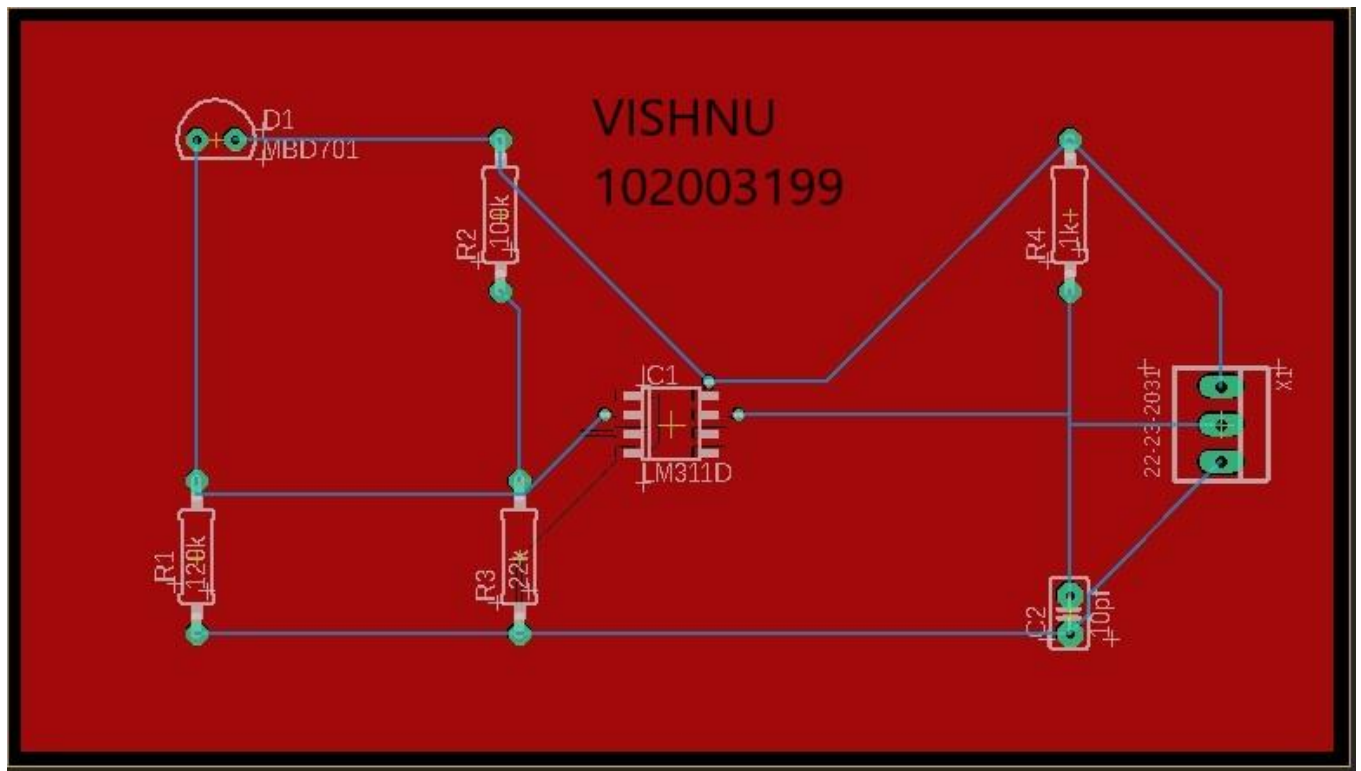 VISHNU
102003199
D1
MBD701
R2
100k
R4
1k
IC1
LM311D
22-23-2031
X1
R1
120k
R3
22k
C2
10pf